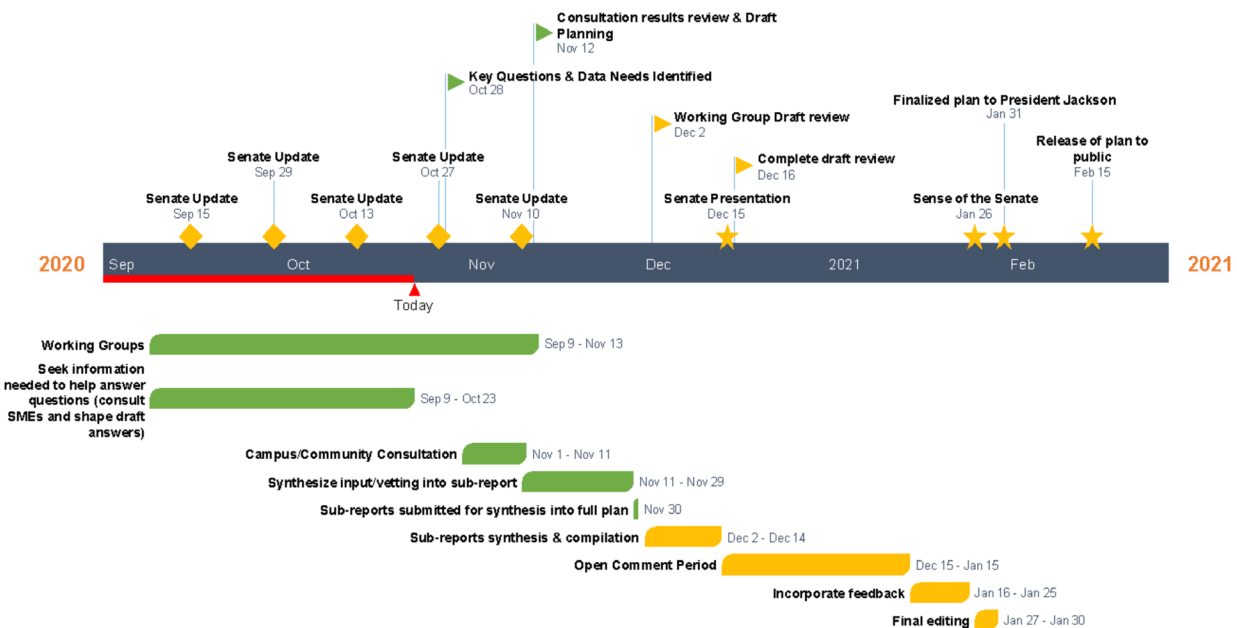 Consultation results review & Draft
Planning
Nov 12
Key Questions & Data Needs Identified
Oct 28
Finalized plan to President Jackson
Jan 31
Working Group Draft review
Dec 2
Release of plan to
public
Feb 15
Senate Update
Sep 29
Senate Update
Oct 27
Complete draft review
Dec 16
Senate Update
Sep 15
Senate Update
Oct 13
Senate Update
Nov 10
Senate Presentation
Dec 15
Sense of the Senate
Jan 26
2020 Sep Oct Nov Dec 2021 Feb 2021
Today
Working Groups Sep 9 - Nov 13
Seek information
needed to help answer
questions (consult
SMEs and shape draft
answers)
Sep 9 - Oct 23
Campus/Community Consultation Nov 1 - Nov 11
Synthesize input/vetting into sub-report Nov 11 - Nov 29
Sub-reports submitted for synthesis into full plan Nov 30
Sub-reports synthesis & compilation Dec 2 - Dec 14
Open Comment Period Dec 15 - Jan 15
Incorporate feedback Jan 16 - Jan 25
Final editing Jan 27 - Jan 30